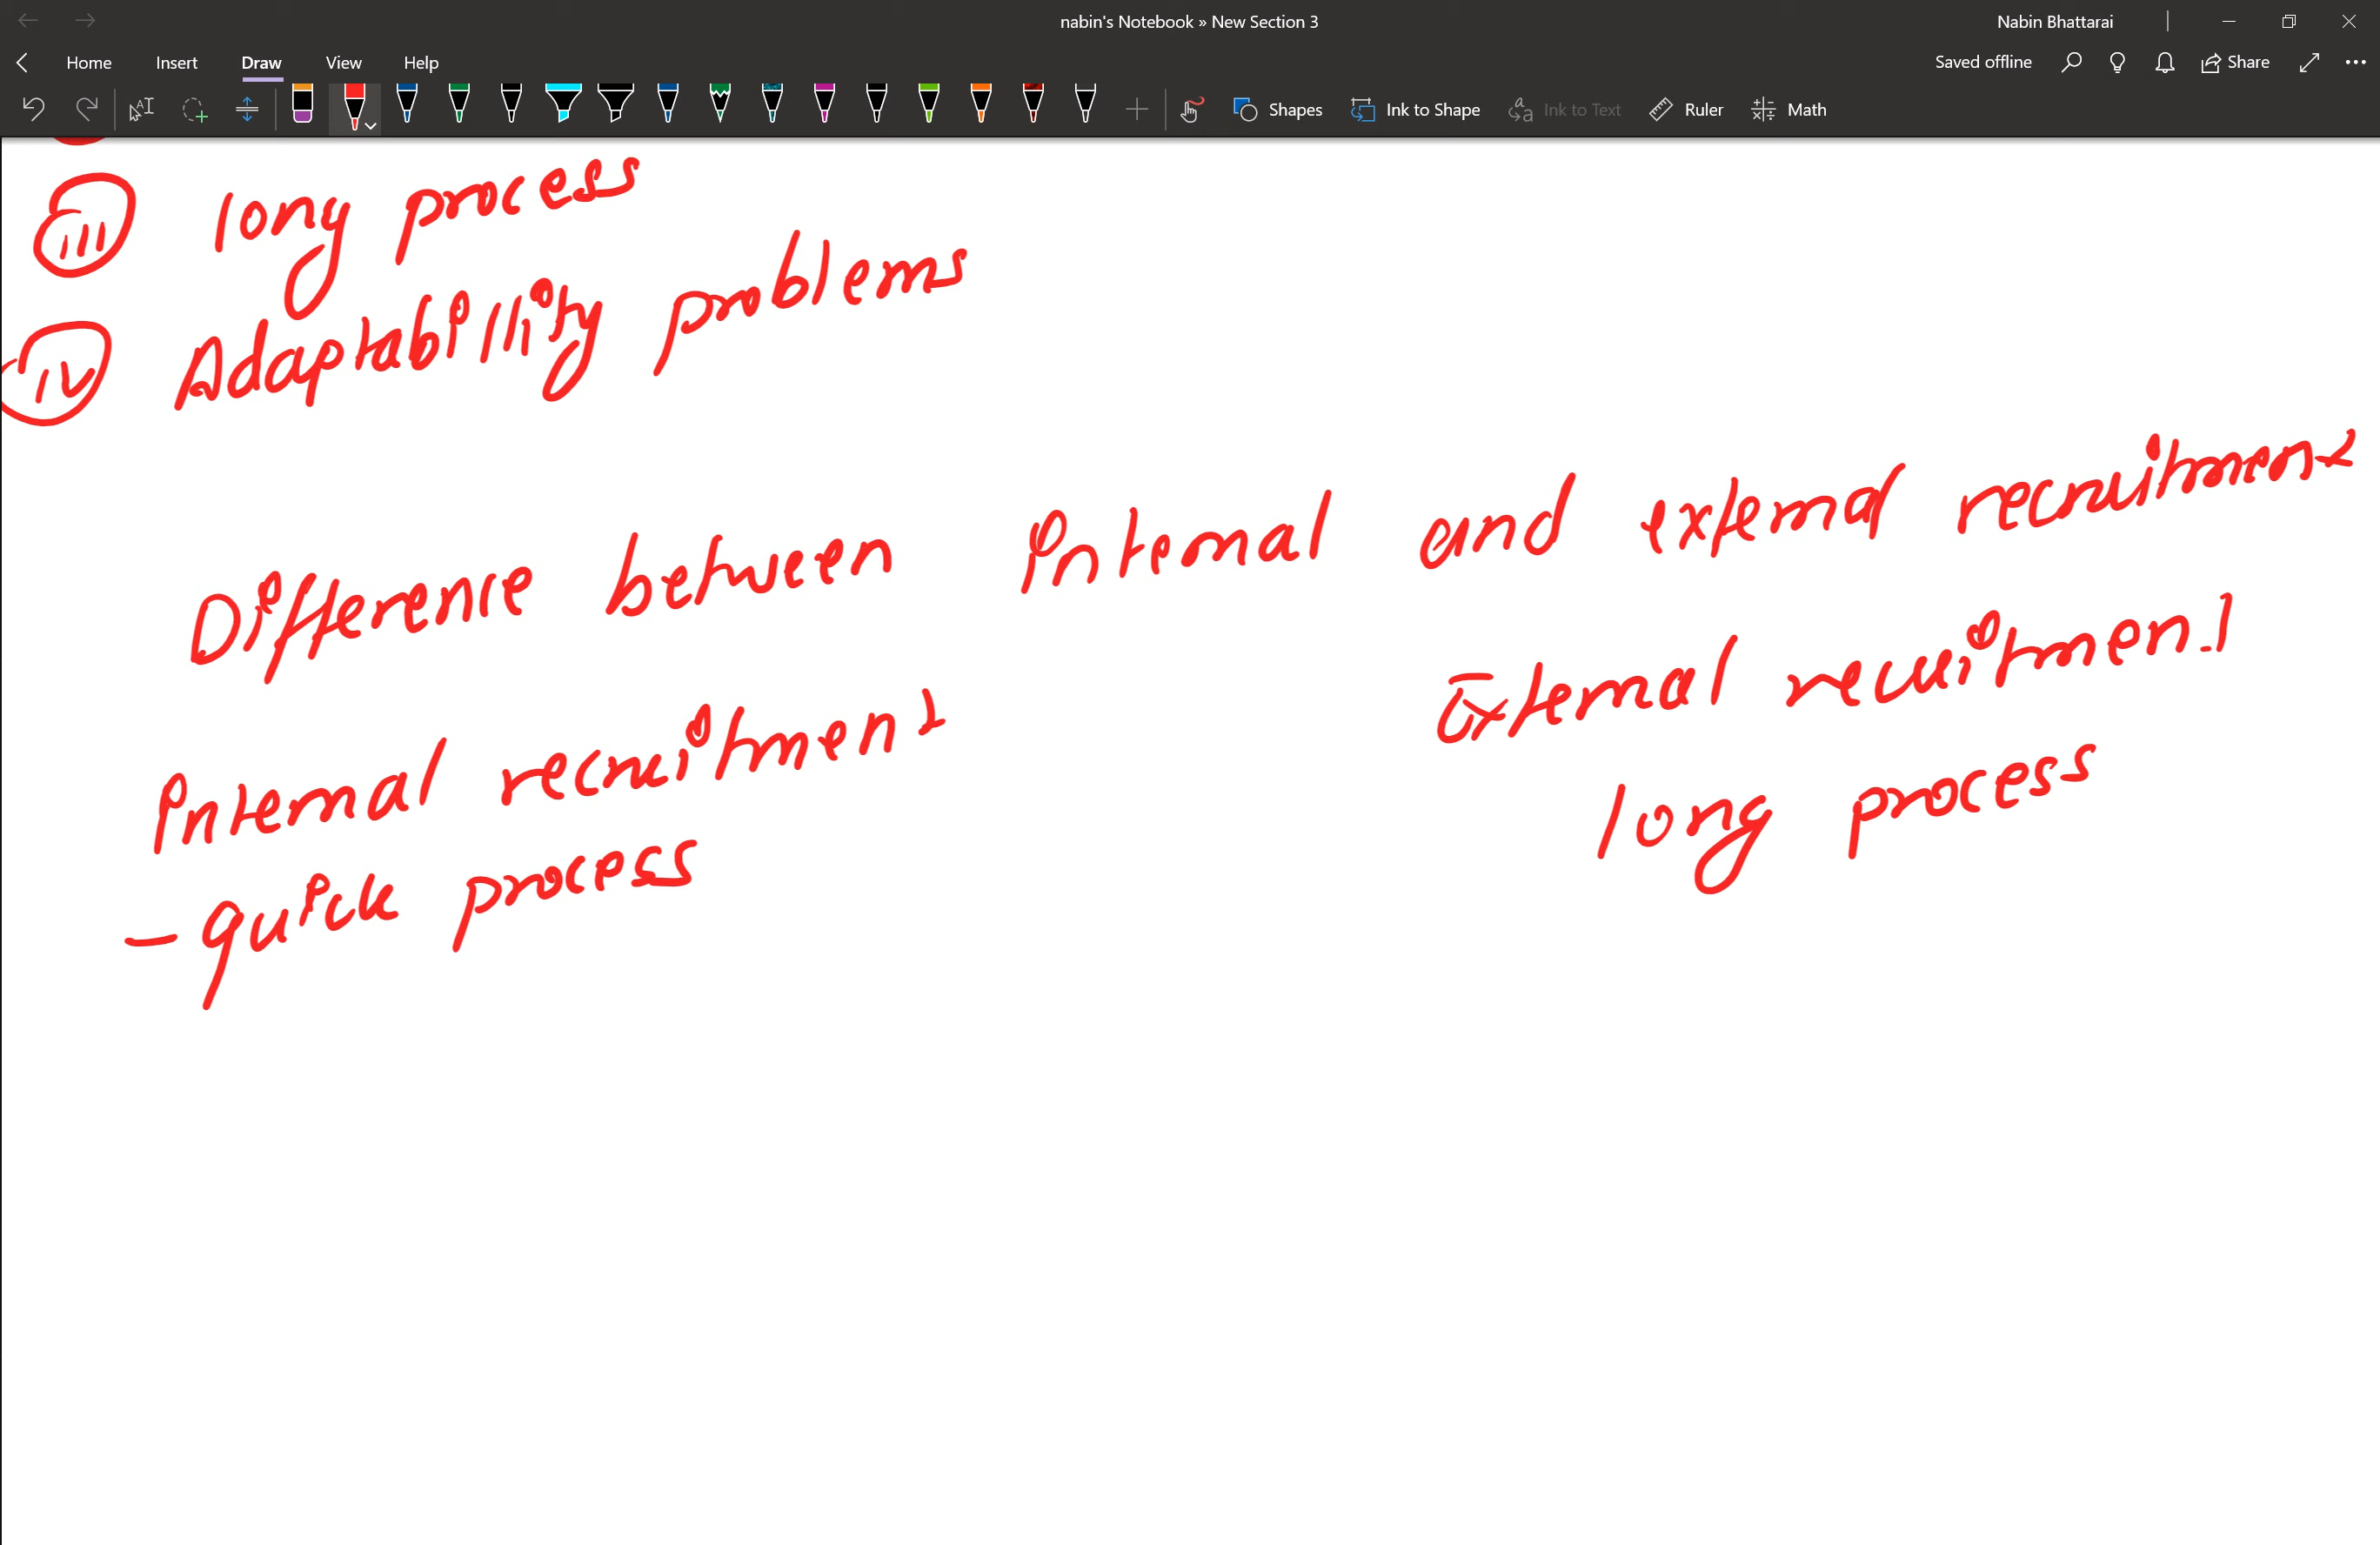 nabin's Notebook » New Section 3
Nabin Bhattarai
Home Insert Draw View Help
Saved offline
Share
Shapes Ink to Shape Ink to Text Ruler Math
iii long process
iv Adaptabillity problems
Difference between internal and external recruitment
Internal recruitment External recruitment
- quick process long process